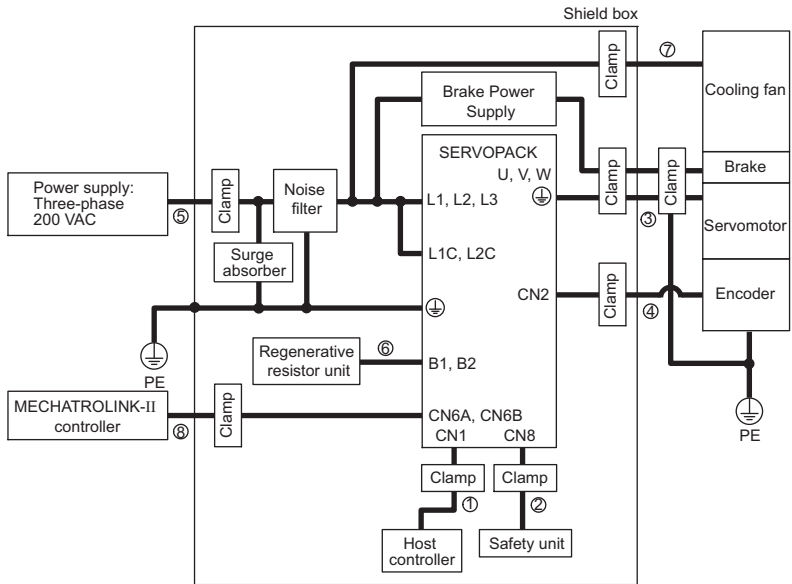 Shield box
Clamp
⑦
Cooling fan
Brake Power
Supply
SERVOPACK
U, V, W
Clamp
Clamp
Brake
Power supply:
Three-phase
200 VAC
⑤
Clamp
Noise
filter
L1, L2, L3
③
Servomotor
Surge
absorber
L1C, L2C
CN2
Clamp
④
Encoder
PE
Regenerative
resistor unit
⑥
B1, B2
MECHATROLINK-II
controller
⑧
Clamp
CN6A, CN6B
CN1
CN8
PE
Clamp
Clamp
①
②
Host
controller
Safety unit